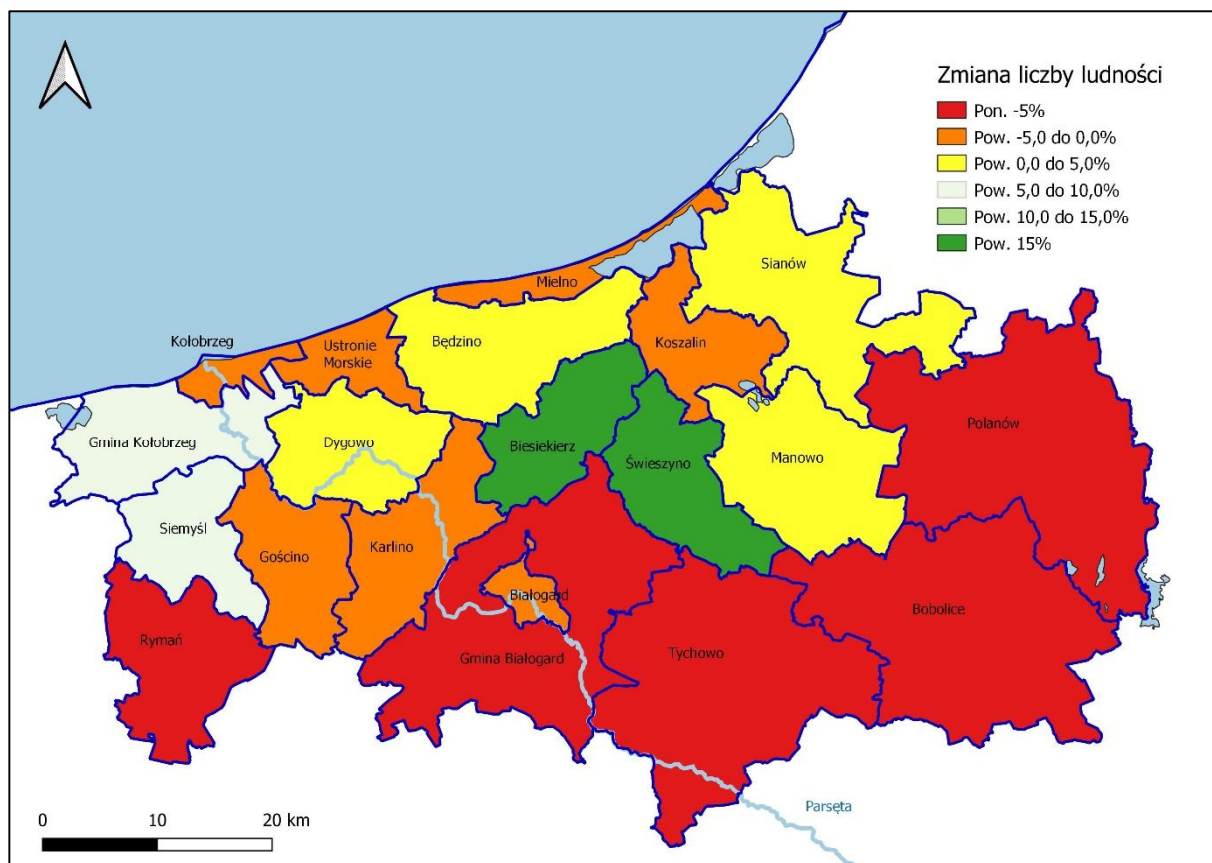 Zmiana liczby ludności
Pon. -5%
Pow. -5,0 do 0,0%
Pow. 0,0 do 5,0%
Pow. 5,0 do 10,0%
Pow. 10,0 do 15,0%
Pow. 15%
Sianów
Mielno
Kołobrzeg
Ustronie
Morskie
Będzino
Koszalin
Polanów
Gmina Kołobrzeg
Dygowo
Biesiekierz
Świeszyno
Manowo
Siemyśl
Gościno
Karlino
Białogard
Bobolice
Rymań
Gmina Białogard
Tychowo
Parsęta
0 10 20 km